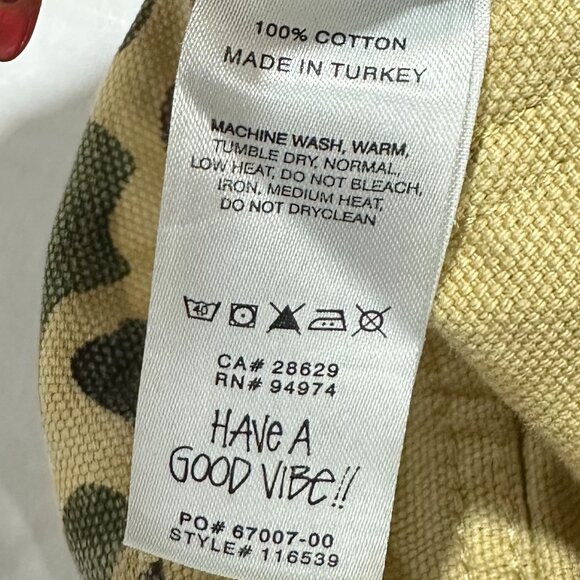 100% COTTON
MADE IN TURKEY
MACHINE WASH, WARM,
TUMBLE DRY, NORMAL,
LOW HEAT, DO NOT BLEACH,
IRON, MEDIUM HEAT,
DO NOT DRYCLEAN
40
CA# 28629
RN# 94974
HAVE A
GOOD VIBE!!
PO# 67007-00
STYLE# 116539